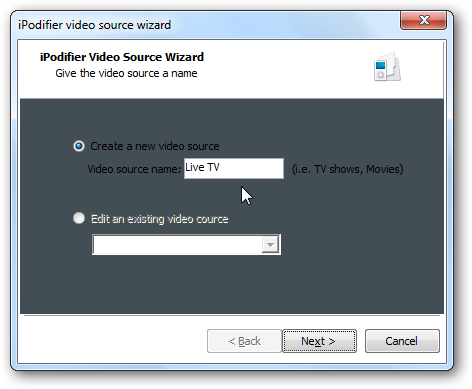 iPodifier video source wizard
iPodifier Video Source Wizard
Give the video source a name
Create a new video source
Video source name: Live TV (i.e. TV shows, Movies)
Edit an existing video cource
< Back Next > Cancel